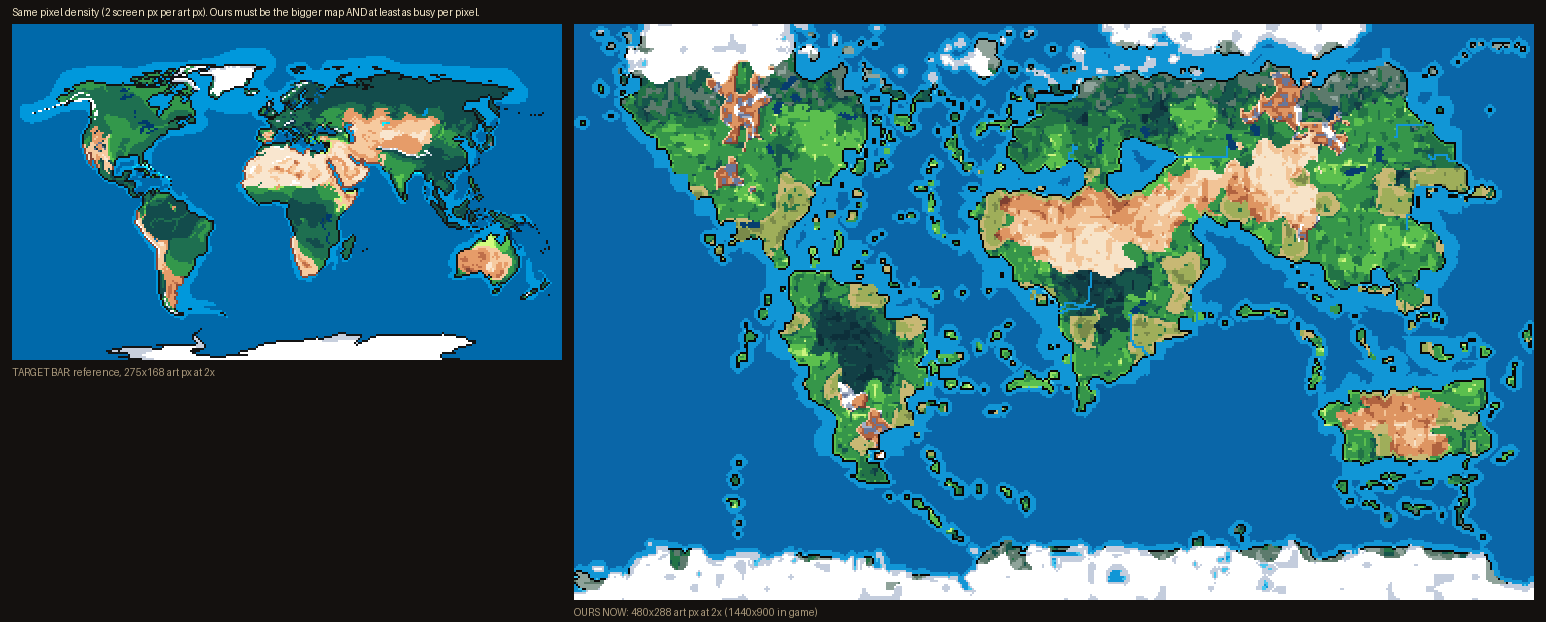 Same pixel density (2 screen px per art px). Ours must be the bigger map AND at least as busy per pixel.
TARGET BAR: reference, 275x168 art px at 2x
OURS NOW: 480x288 art px at 2x (1440x900 in game)